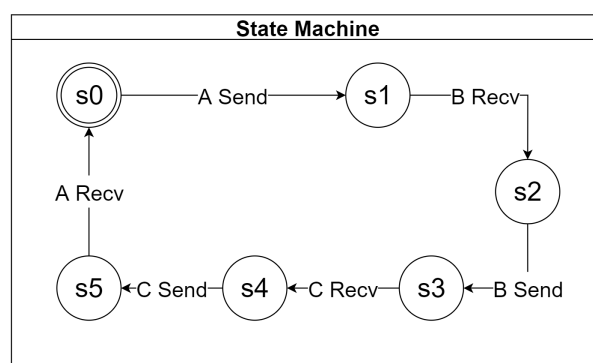 State Machine
s0
A Send
s1
B Recv
s2
A Recv
s5
C Send
s4
C Recv
s3
B Send